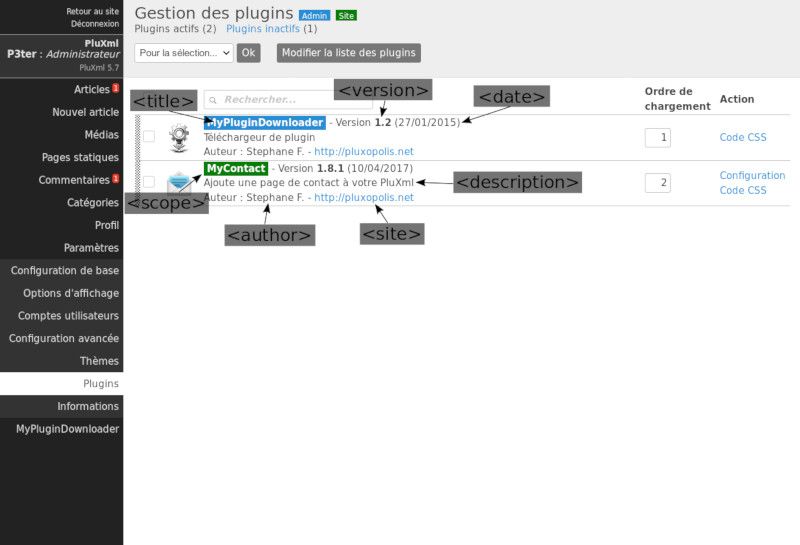 Retour au site
Déconnexion
PluXml
P3ter : Administrateur
PluXml 5.7
Articles 1
Nouvel article
Médias
Pages statiques
Commentaires 1
Catégories
Profil
Paramètres
Configuration de base
Options d'affichage
Comptes utilisateurs
Configuration avancée
Thèmes
Plugins
Informations
MyPluginDownloader
Gestion des plugins Admin Site
Plugins actifs (2) Plugins inactifs (1)
Pour la sélection... Ok Modifier la liste des plugins
<title> Rechercher... <version> <date>
Ordre de chargement Action
MyPluginDownloader - Version 1.2 (27/01/2015)
Téléchargeur de plugin
Auteur : Stephane F. - http://pluxopolis.net
1 Code CSS
MyContact - Version 1.8.1 (10/04/2017)
Ajoute une page de contact à votre PluXml <description>
Auteur : Stephane F. - http://pluxopolis.net
2 Configuration
Code CSS
<scope>
<author> <site>